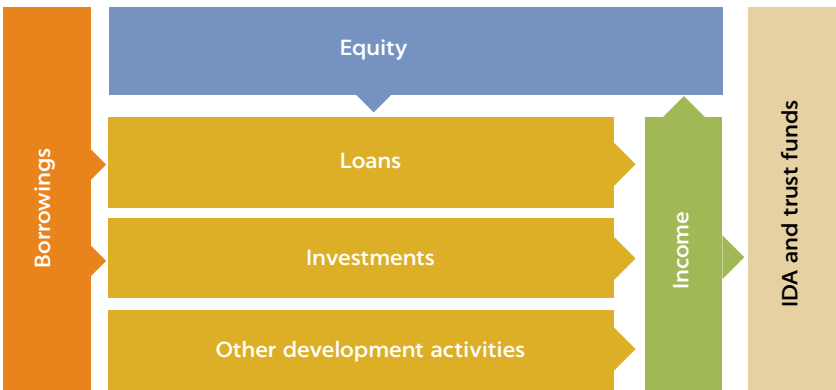 Borrowings
Equity
Loans
Investments
Other development activities
Income
IDA and trust funds